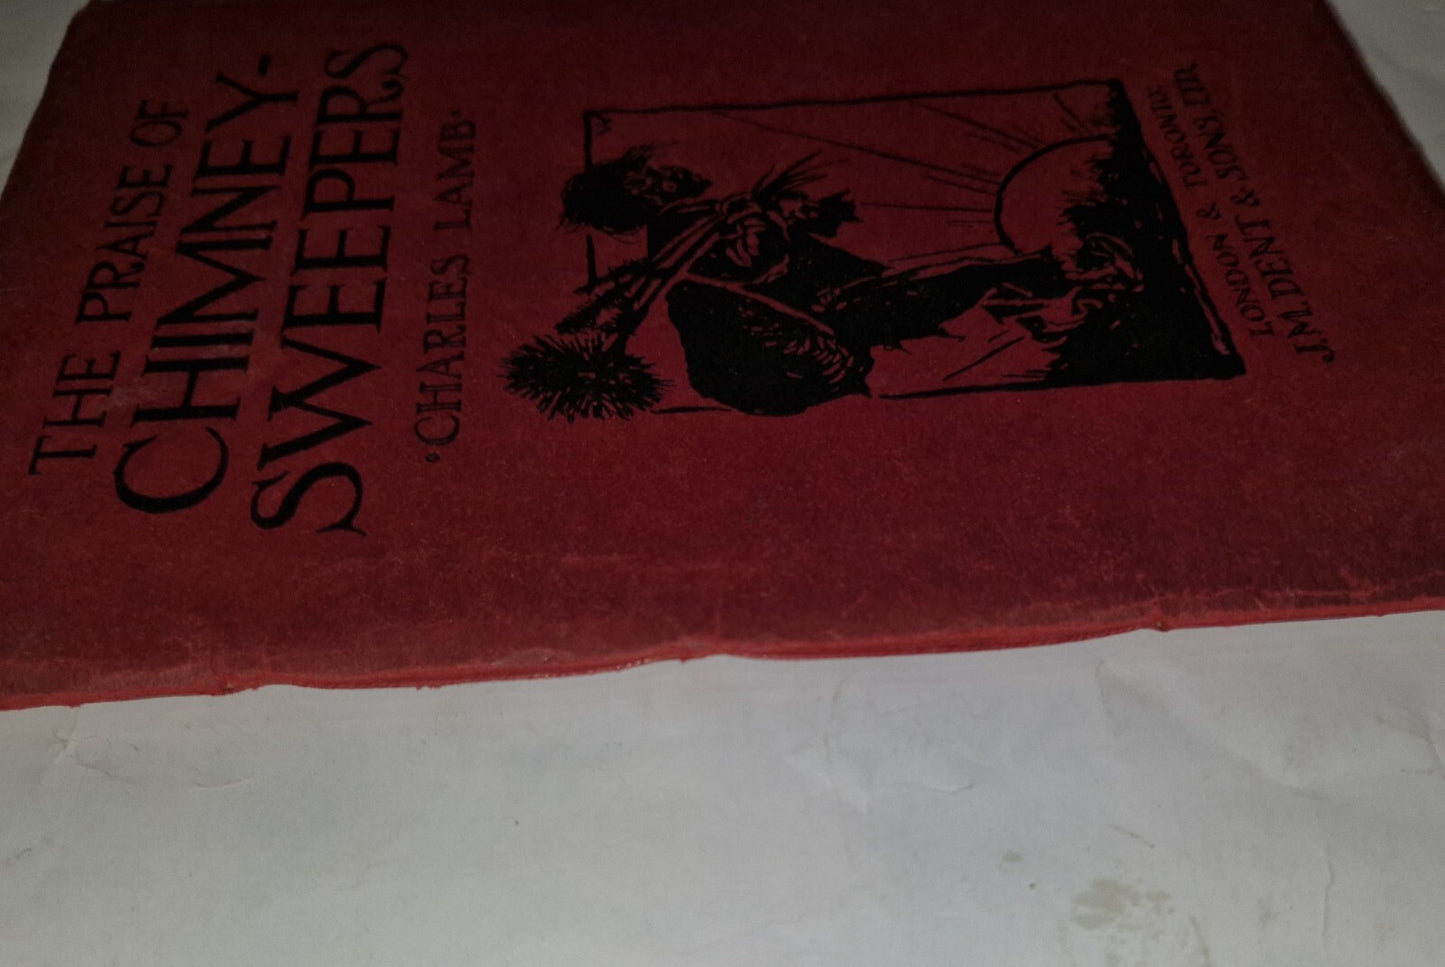 THE PRAISE OF
CHIMNEY-
SWEEPERS
·CHARLES LAMB·
LONDON & TORONTO:
J.M. DENT & SONS, LTD.